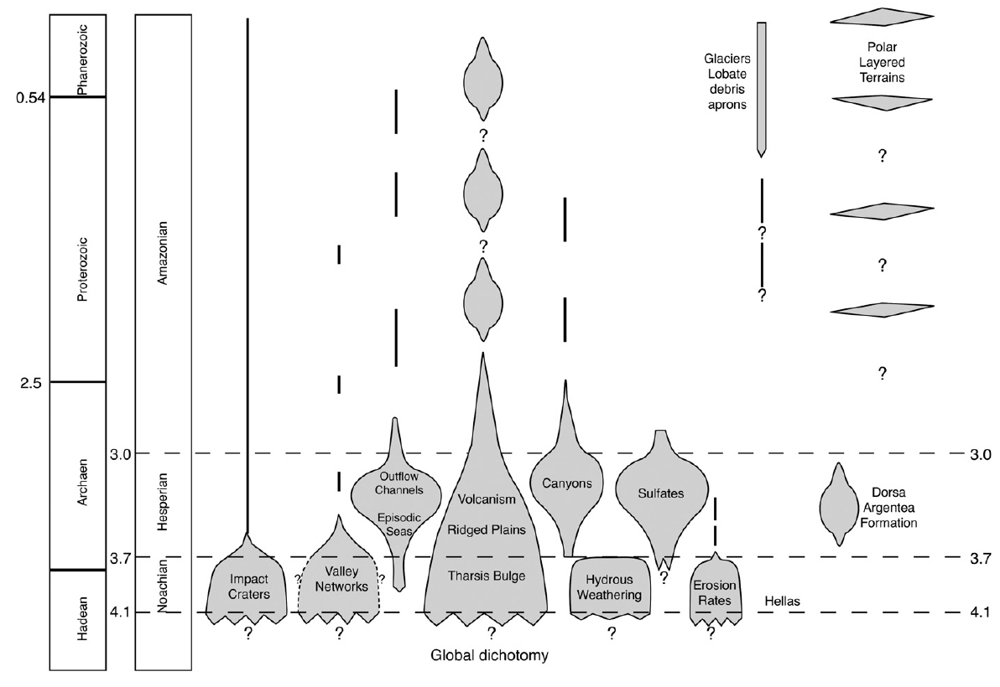 Phanerozoic
0.54
Proterozoic
2.5
Archaen
Hadean
Amazonian
Hesperian
Noachian
3.0
3.7
4.1
Impact
Craters
?
?
Valley
Networks
?
?
Outflow
Channels
Episodic
Seas
?
?
Volcanism
Ridged Plains
Tharsis Bulge
?
Global dichotomy
Canyons
Hydrous
Weathering
?
Sulfates
?
Erosion
Rates
?
Hellas
Glaciers
Lobate
debris
aprons
?
?
Polar
Layered
Terrains
?
?
?
Dorsa
Argentea
Formation
3.0
3.7
4.1